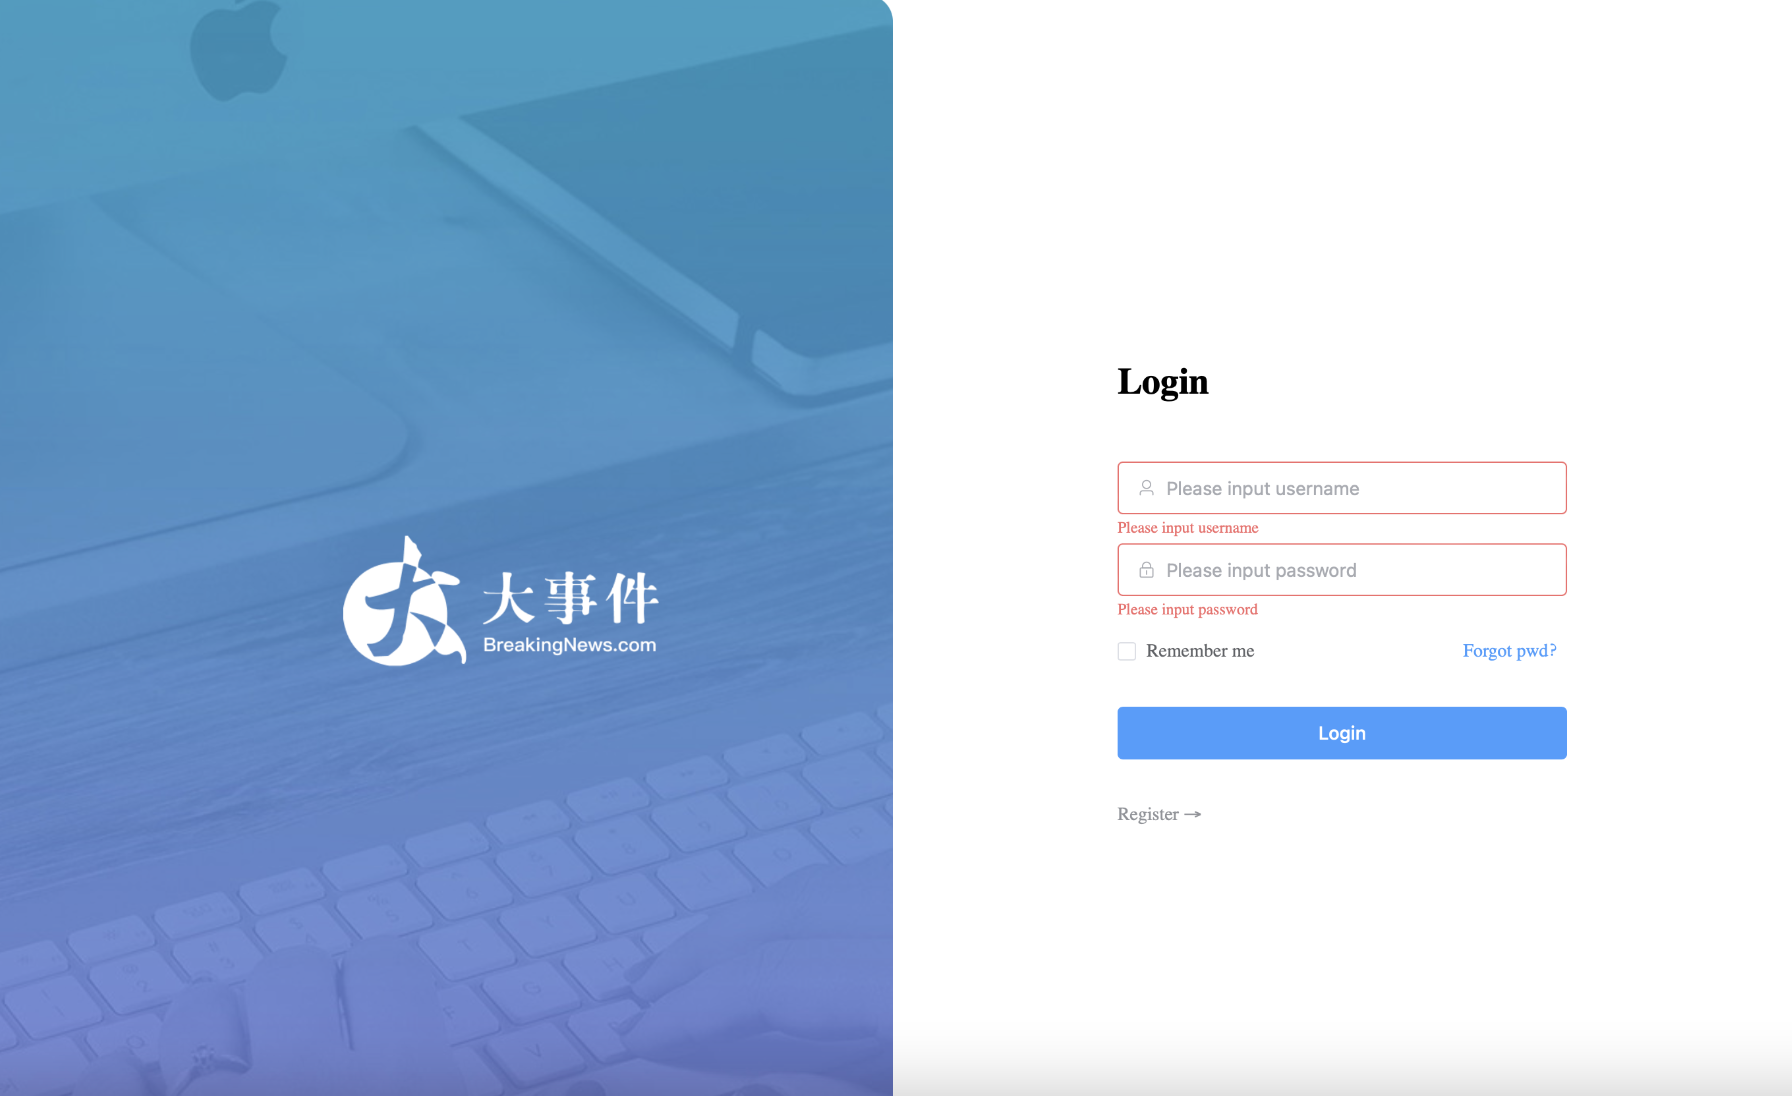 大事件
BreakingNews.com
Login
Please input username
Please input username
Please input password
Please input password
Remember me
Forgot pwd?
Login
Register →